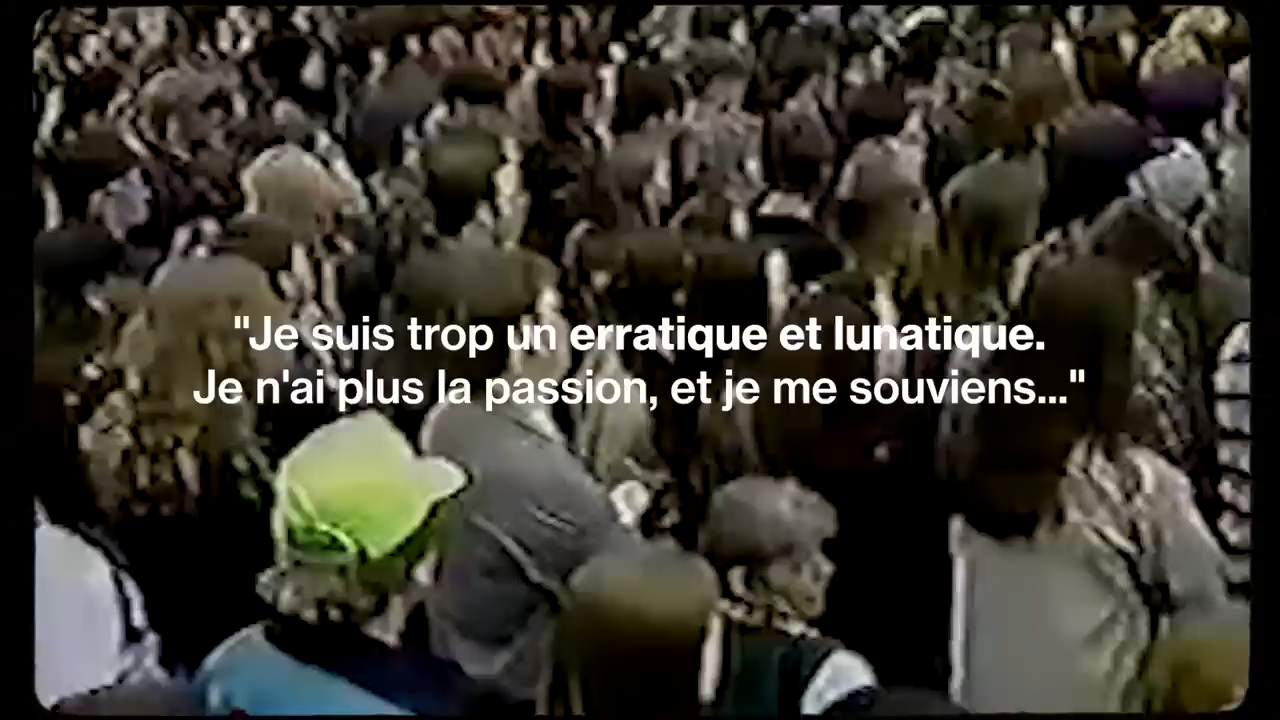 "Je suis trop un erratique et lunatique.
Je n'ai plus la passion, et je me souviens..."